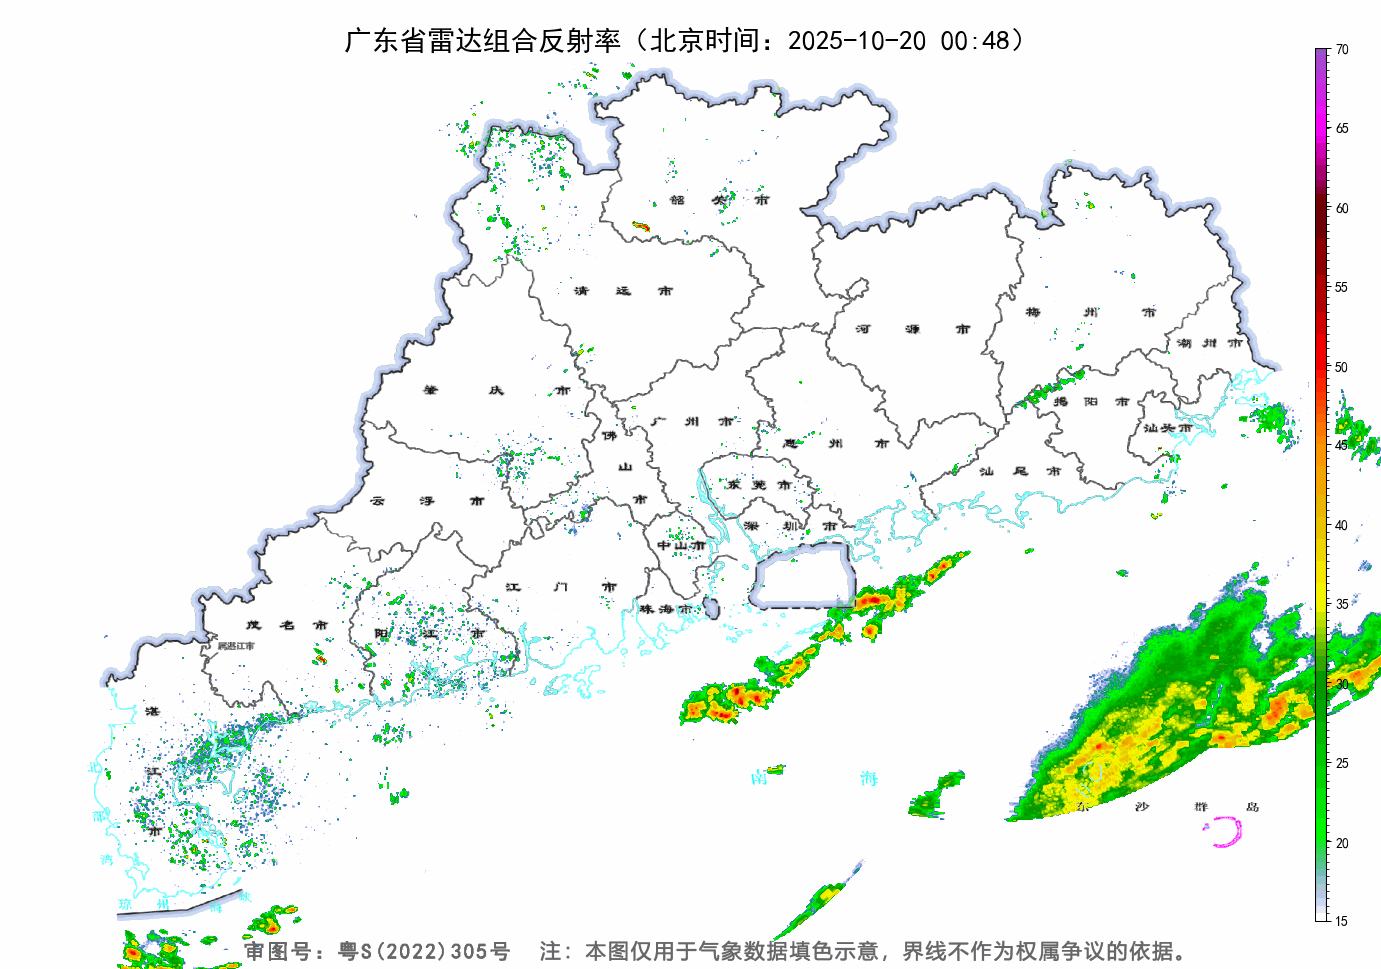 广东省雷达组合反射率（北京时间：2025-10-20 00:48）
70
65
60
55
50
45
40
35
30
25
20
15
韶关市
清远市
河源市
梅州市
潮州市
肇庆市
广州市
惠州市
揭阳市
汕头市
佛山市
东莞市
汕尾市
云浮市
深圳市
中山市
江门市
珠海市
茂名市
属湛江市
阳江市
湛江市
南海
东沙群岛
北部湾
琼州海峡
审图号：粤S(2022)305号 注：本图仅用于气象数据填色示意，界线不作为权属争议的依据。